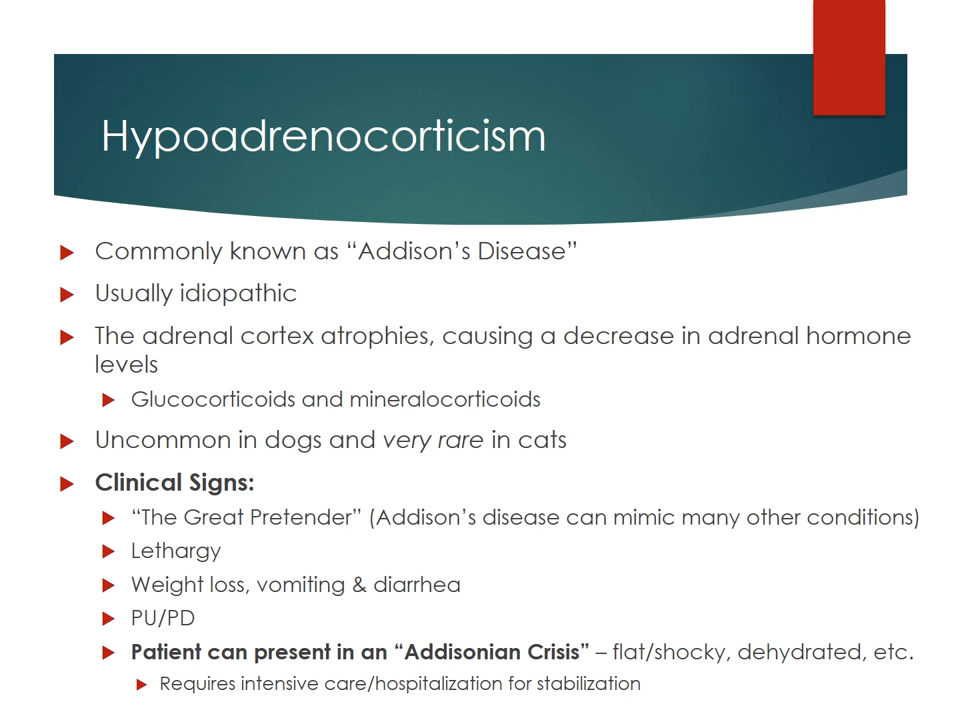 Hypoadrenocorticism
Commonly known as “Addison’s Disease”
Usually idiopathic
The adrenal cortex atrophies, causing a decrease in adrenal hormone
levels
Glucocorticoids and mineralocorticoids
Uncommon in dogs and very rare in cats
Clinical Signs:
“The Great Pretender” (Addison’s disease can mimic many other conditions)
Lethargy
Weight loss, vomiting & diarrhea
PU/PD
Patient can present in an “Addisonian Crisis” – flat/shocky, dehydrated, etc.
Requires intensive care/hospitalization for stabilization